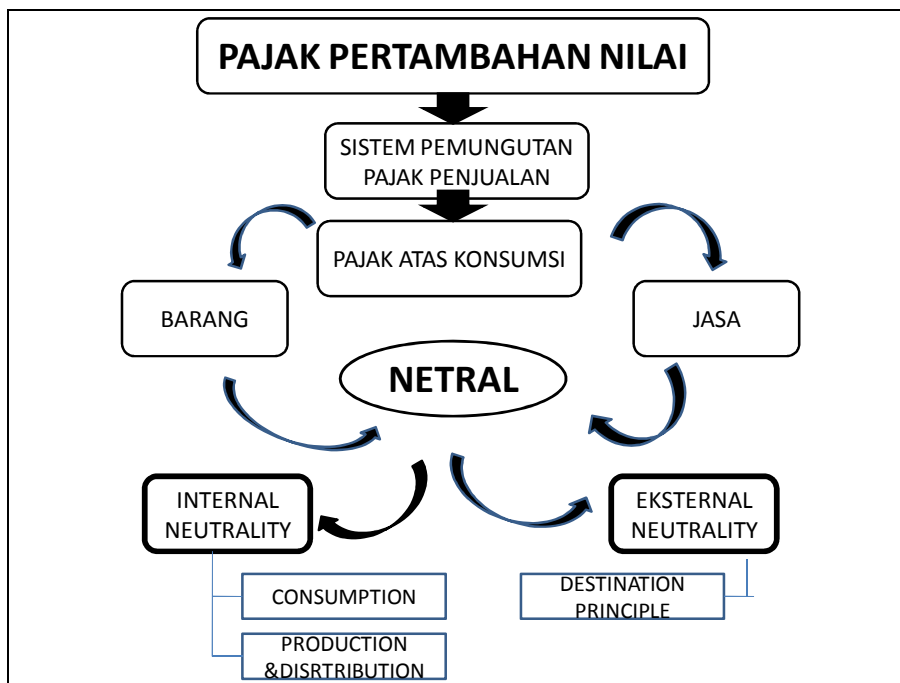 PAJAK PERTAMBAHAN NILAI
SISTEM PEMUNGUTAN
PAJAK PENJUALAN
PAJAK ATAS KONSUMSI
BARANG
JASA
NETRAL
INTERNAL
NEUTRALITY
EKSTERNAL
NEUTRALITY
CONSUMPTION
DESTINATION
PRINCIPLE
PRODUCTION
&DISRTRIBUTION